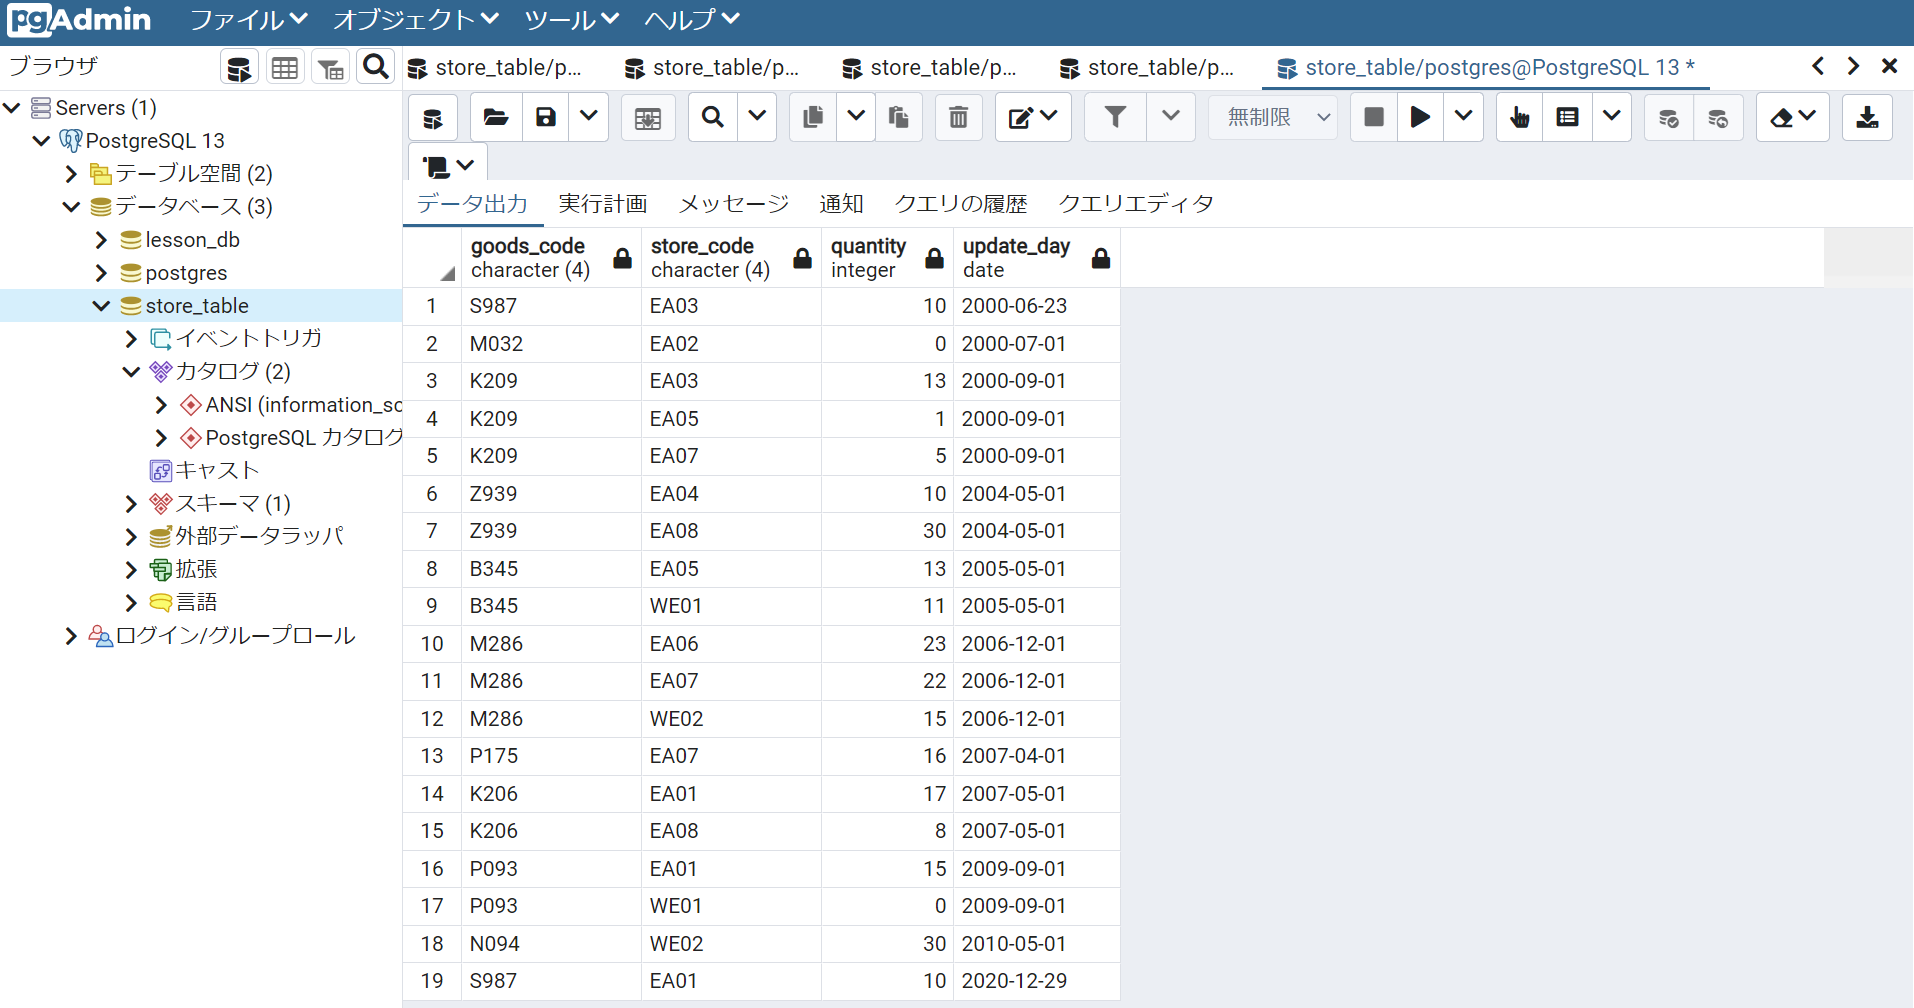 pgAdmin ファイル オブジェクト ツール ヘルプ
ブラウザ
store_table/p... store_table/p... store_table/p... store_table/p... store_table/postgres@PostgreSQL 13 *
Servers (1)
PostgreSQL 13
テーブル空間 (2)
データベース (3)
lesson_db
postgres
store_table
イベントトリガ
カタログ (2)
ANSI (information_sc
PostgreSQL カタログ
キャスト
スキーマ (1)
外部データラッパ
拡張
言語
ログイン/グループロール
無制限
データ出力 実行計画 メッセージ 通知 クエリの履歴 クエリエディタ
goods_code store_code quantity update_day
character (4) character (4) integer date
1 S987 EA03 10 2000-06-23
2 M032 EA02 0 2000-07-01
3 K209 EA03 13 2000-09-01
4 K209 EA05 1 2000-09-01
5 K209 EA07 5 2000-09-01
6 Z939 EA04 10 2004-05-01
7 Z939 EA08 30 2004-05-01
8 B345 EA05 13 2005-05-01
9 B345 WE01 11 2005-05-01
10 M286 EA06 23 2006-12-01
11 M286 EA07 22 2006-12-01
12 M286 WE02 15 2006-12-01
13 P175 EA07 16 2007-04-01
14 K206 EA01 17 2007-05-01
15 K206 EA08 8 2007-05-01
16 P093 EA01 15 2009-09-01
17 P093 WE01 0 2009-09-01
18 N094 WE02 30 2010-05-01
19 S987 EA01 10 2020-12-29